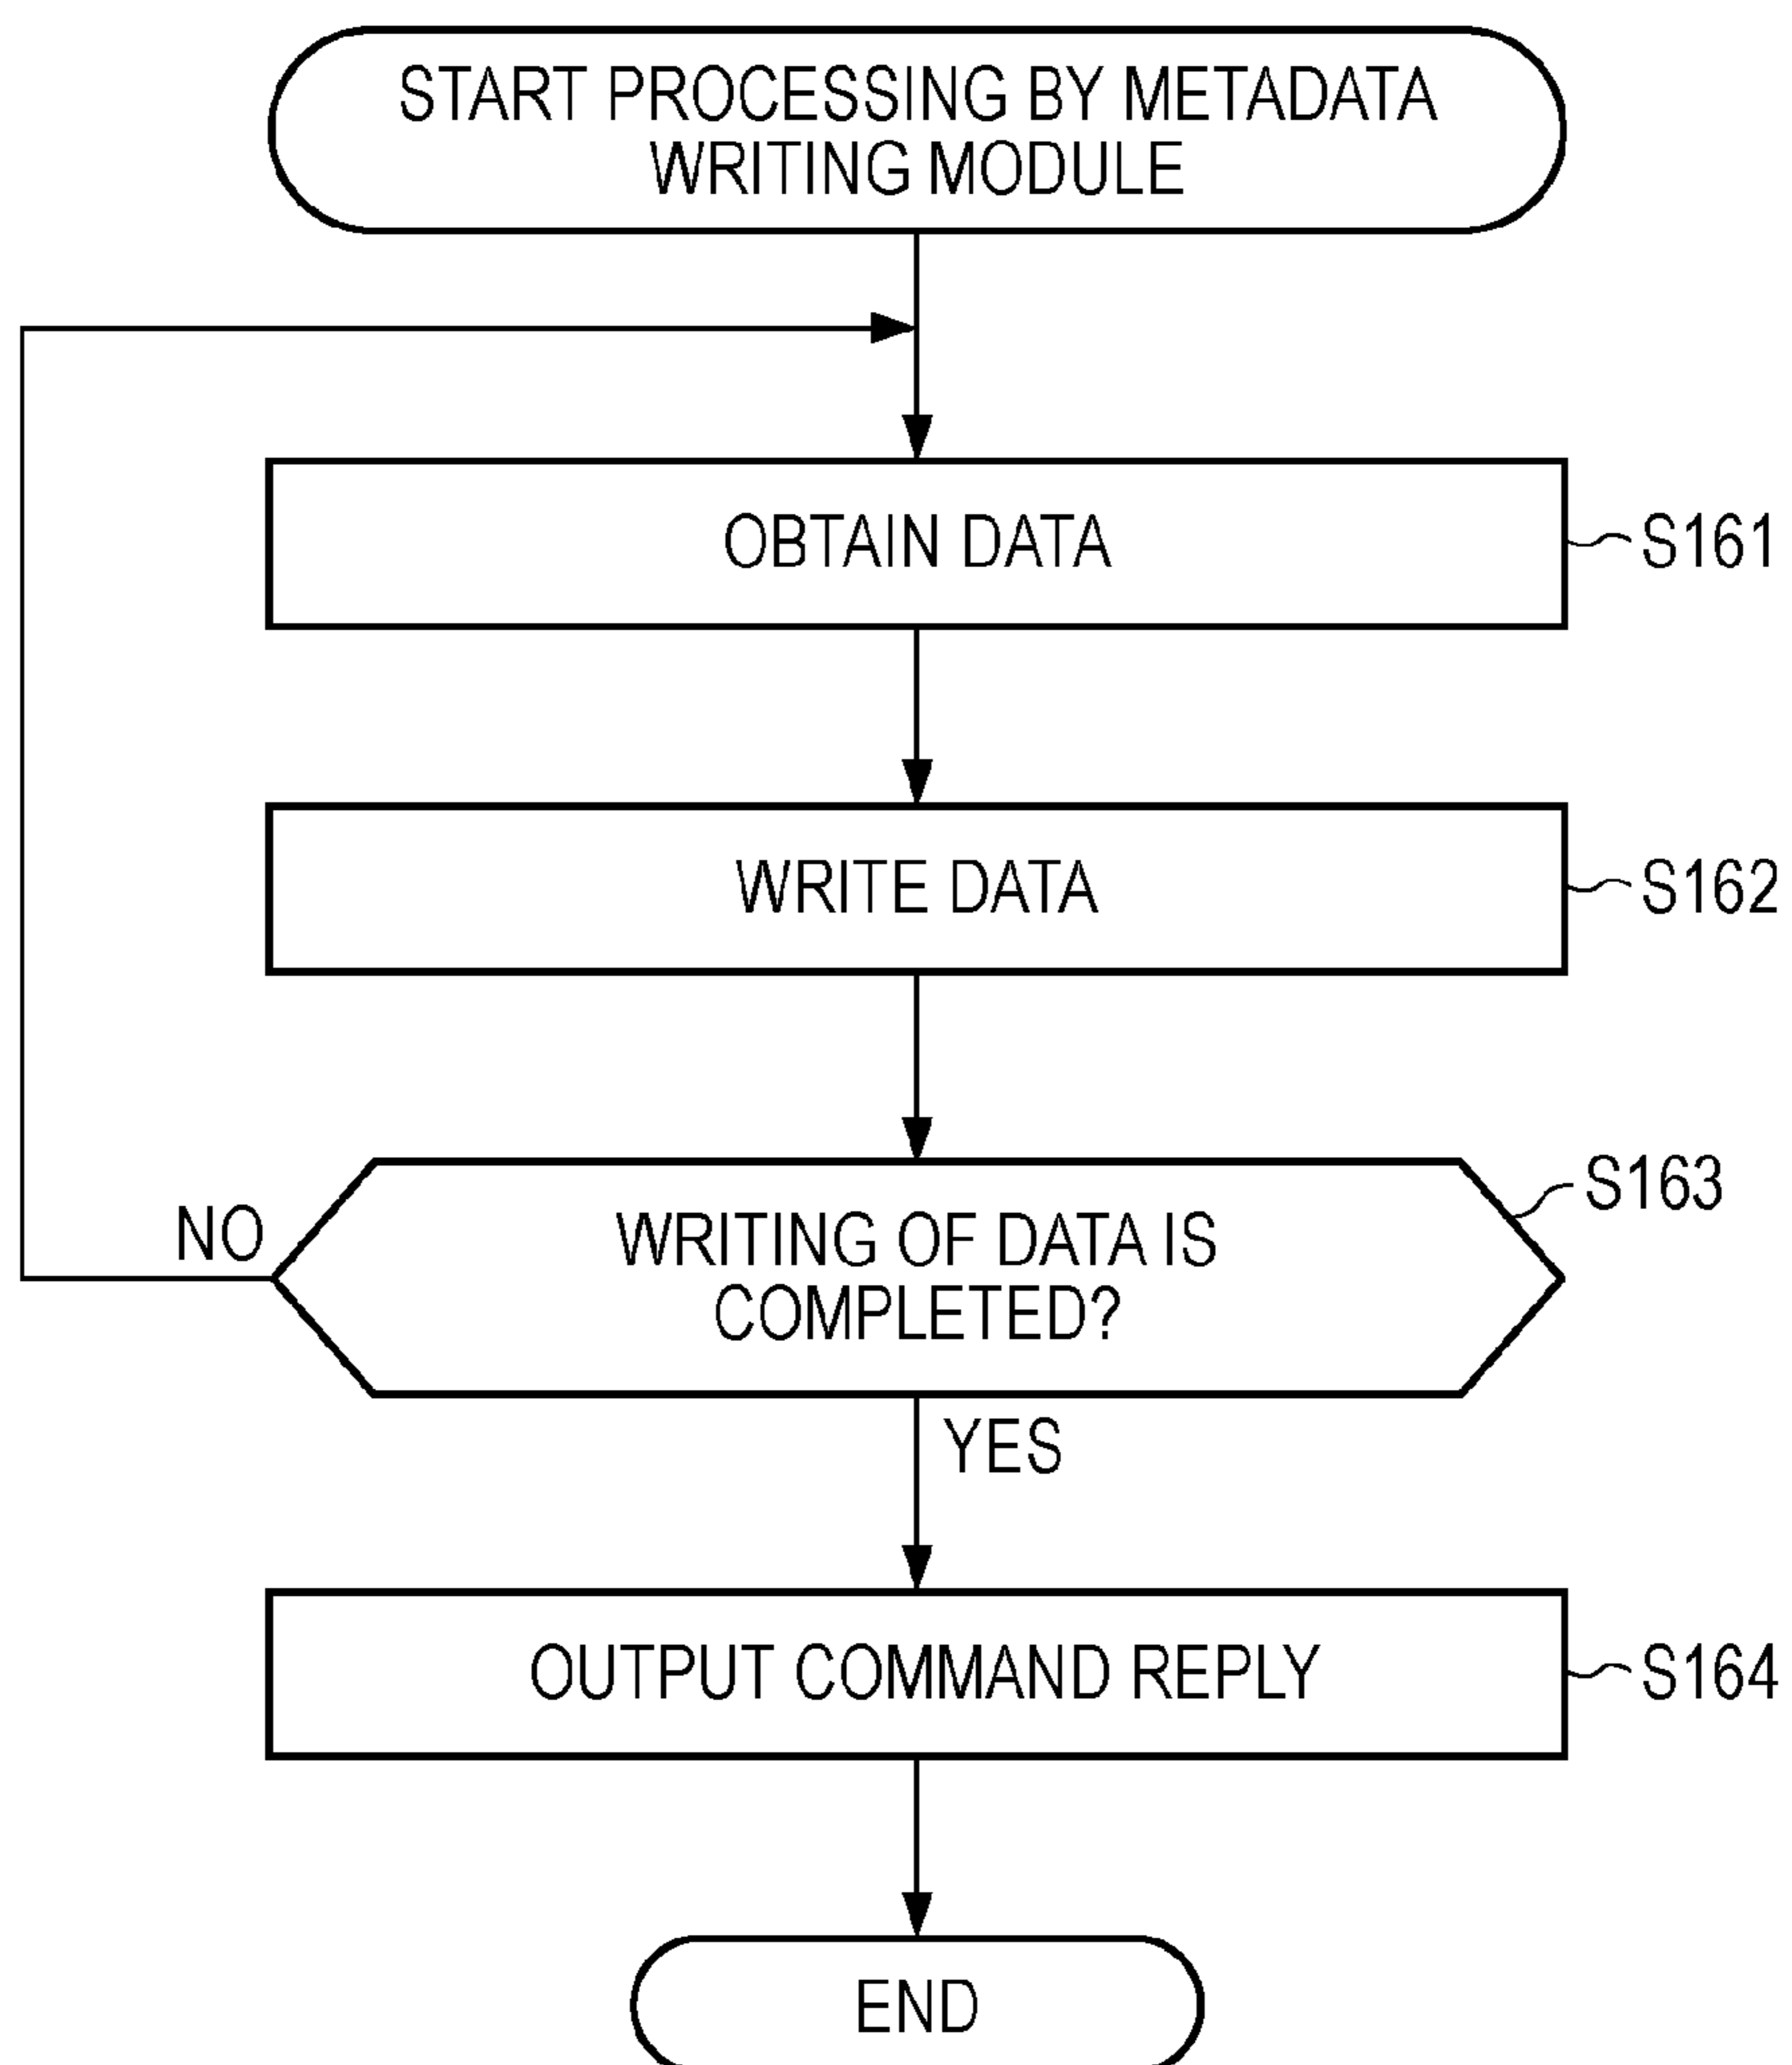 START PROCESSING BY METADATA
WRITING MODULE
OBTAIN DATA
S161
WRITE DATA
S162
S163
NO
WRITING OF DATA IS
COMPLETED?
YES
OUTPUT COMMAND REPLY
S164
END